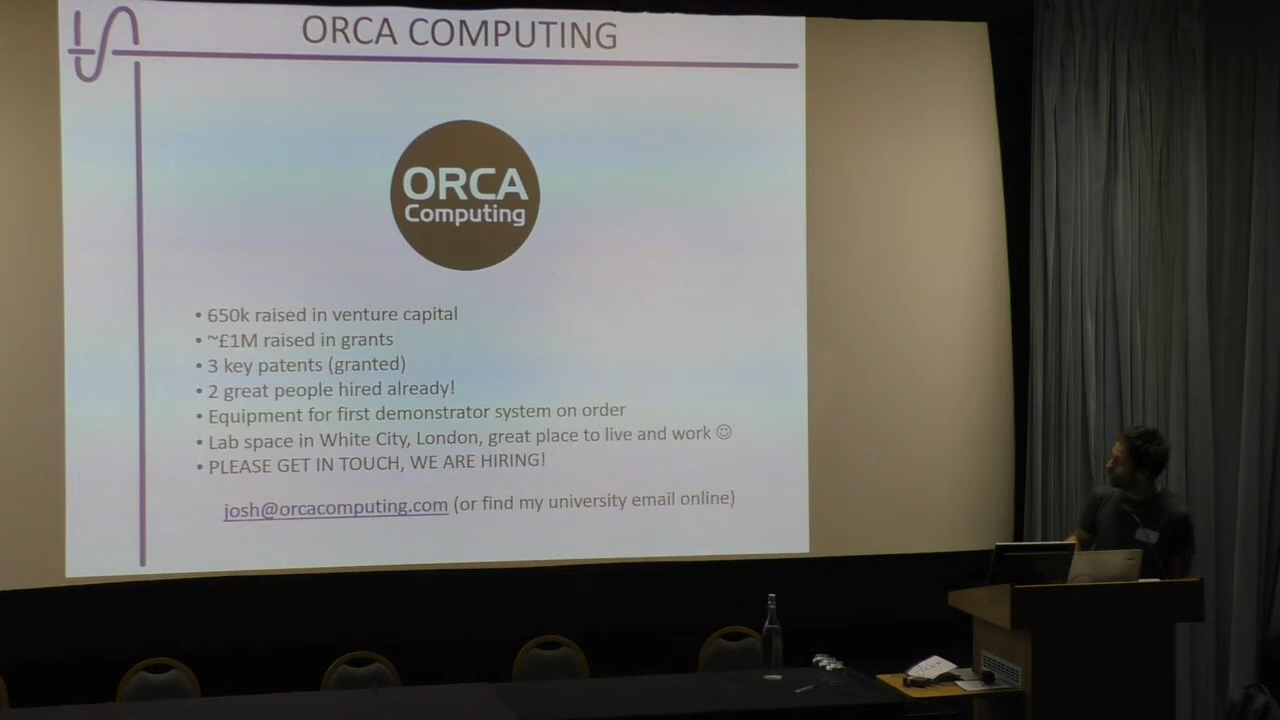 ORCA COMPUTING
ORCA
Computing
• 650k raised in venture capital
• ~£1M raised in grants
• 3 key patents (granted)
• 2 great people hired already!
• Equipment for first demonstrator system on order
• Lab space in White City, London, great place to live and work ☺
• PLEASE GET IN TOUCH, WE ARE HIRING!
josh@orcacomputing.com (or find my university email online)